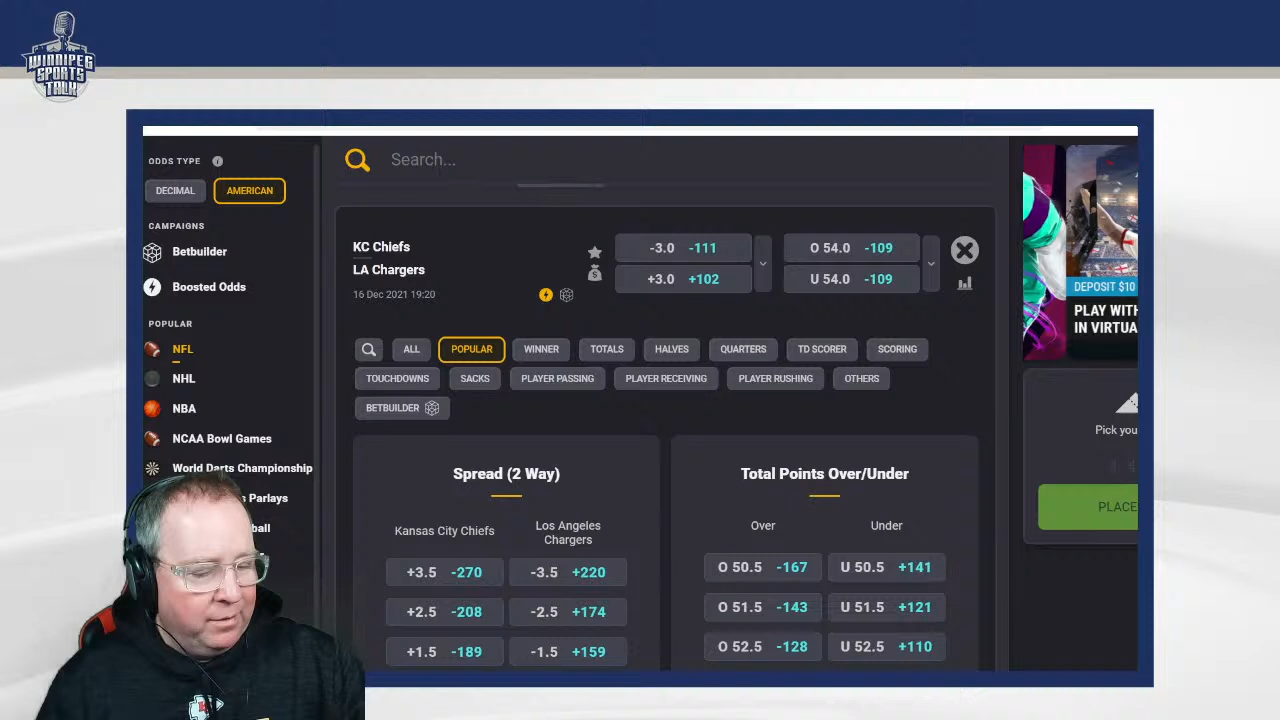 WINNIPEG
SPORTS
TALK
ODDS TYPE
DECIMAL
AMERICAN
CAMPAIGNS
Betbuilder
Boosted Odds
POPULAR
NFL
NHL
NBA
NCAA Bowl Games
World Darts Championship
Parlays
Search...
KC Chiefs
LA Chargers
16 Dec 2021 19:20
-3.0 -111
O 54.0 -109
+3.0 +102
U 54.0 -109
ALL
POPULAR
WINNER
TOTALS
HALVES
QUARTERS
TD SCORER
SCORING
TOUCHDOWNS
SACKS
PLAYER PASSING
PLAYER RECEIVING
PLAYER RUSHING
OTHERS
BETBUILDER
Spread (2 Way)
Kansas City Chiefs
Los Angeles
Chargers
+3.5 -270
-3.5 +220
+2.5 -208
-2.5 +174
+1.5 -189
-1.5 +159
Total Points Over/Under
Over
Under
O 50.5 -167
U 50.5 +141
O 51.5 -143
U 51.5 +121
O 52.5 -128
U 52.5 +110
DEPOSIT $10
PLAY WITH
IN VIRTUA
Pick you
PLACE